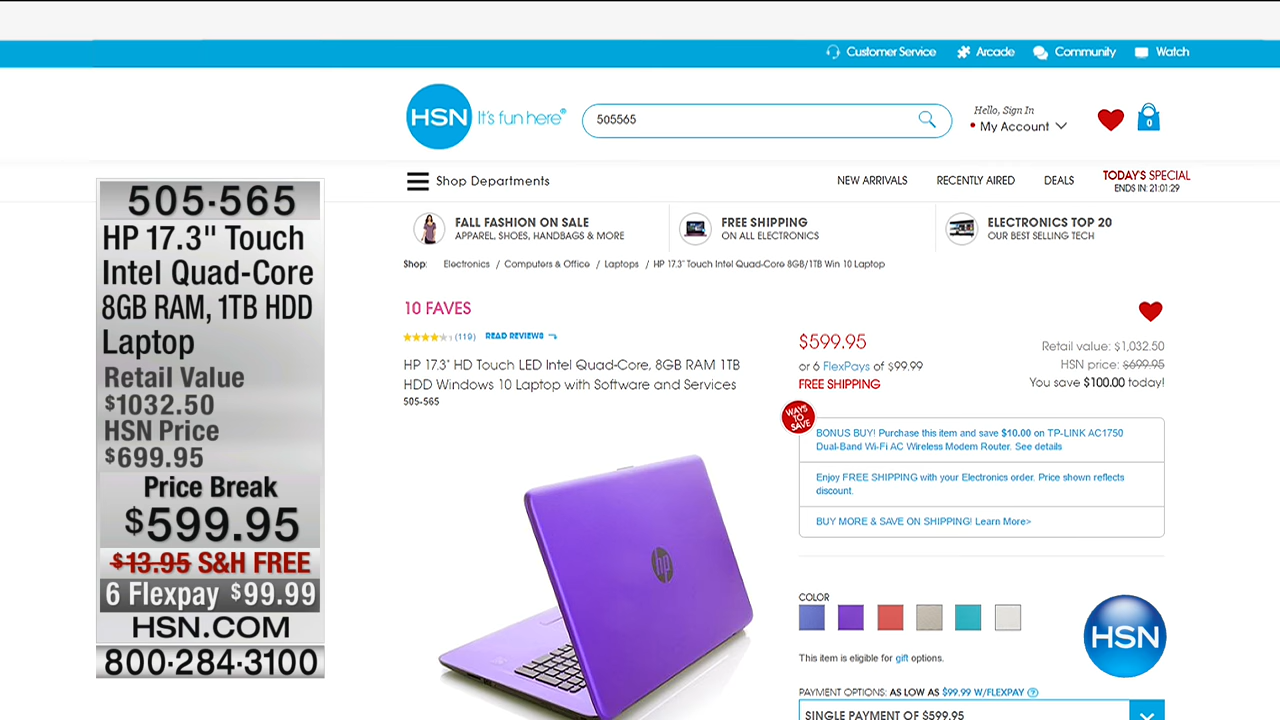 Customer Service
Arcade
Community
Watch
HSN It's fun here®
505565
Hello, Sign In
My Account
0
505·565
HP 17.3" Touch
Intel Quad-Core
8GB RAM, 1TB HDD
Laptop
Retail Value
$1032.50
HSN Price
$699.95
Price Break
$599.95
$13.95 S&H FREE
6 Flexpay $99.99
HSN.COM
800·284·3100
Shop Departments
NEW ARRIVALS
RECENTLY AIRED
DEALS
TODAY'S SPECIAL
ENDS IN: 21:01:29
FALL FASHION ON SALE
APPAREL, SHOES, HANDBAGS & MORE
FREE SHIPPING
ON ALL ELECTRONICS
ELECTRONICS TOP 20
OUR BEST SELLING TECH
Shop: Electronics / Computers & Office / Laptops / HP 17.3" Touch Intel Quad-Core 8GB/1TB Win 10 Laptop
10 FAVES
(119) READ REVIEWS
HP 17.3" HD Touch LED Intel Quad-Core, 8GB RAM 1TB
HDD Windows 10 Laptop with Software and Services
505-565
hp
$599.95
or 6 FlexPays of $99.99
FREE SHIPPING
Retail value: $1,032.50
HSN price: $699.95
You save $100.00 today!
WAYS
TO
SAVE
BONUS BUY! Purchase this item and save $10.00 on TP-LINK AC1750
Dual-Band Wi-Fi AC Wireless Modem Router. See details
Enjoy FREE SHIPPING with your Electronics order. Price shown reflects
discount.
BUY MORE & SAVE ON SHIPPING! Learn More>
COLOR
HSN
This item is eligible for gift options.
PAYMENT OPTIONS: AS LOW AS $99.99 W/FLEXPAY ?
SINGLE PAYMENT OF $599.95